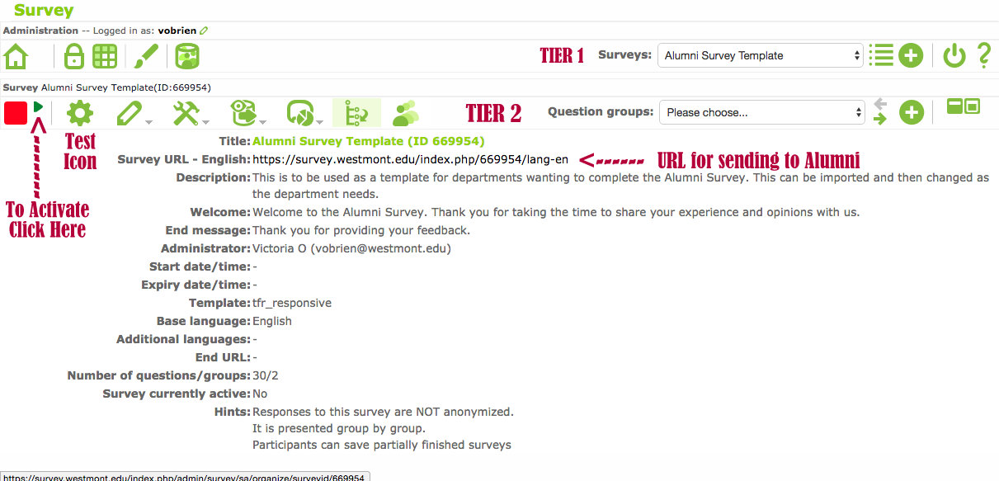 Survey
Administration -- Logged in as: vobrien
TIER 1 Surveys: Alumni Survey Template
Survey Alumni Survey Template(ID:669954)
TIER 2 Question groups: Please choose...
Test
Icon
To Activate
Click Here
Title: Alumni Survey Template (ID 669954)
Survey URL - English: https://survey.westmont.edu/index.php/669954/lang-en
URL for sending to Alumni
Description: This is to be used as a template for departments wanting to complete the Alumni Survey. This can be imported and then changed as
the department needs.
Welcome: Welcome to the Alumni Survey. Thank you for taking the time to share your experience and opinions with us.
End message: Thank you for providing your feedback.
Administrator: Victoria O (vobrien@westmont.edu)
Start date/time: -
Expiry date/time: -
Template: tfr_responsive
Base language: English
Additional languages: -
End URL: -
Number of questions/groups: 30/2
Survey currently active: No
Hints: Responses to this survey are NOT anonymized.
It is presented group by group.
Participants can save partially finished surveys
https://survey.westmont.edu/index.php/admin/survey/sa/organize/surveyid/669954